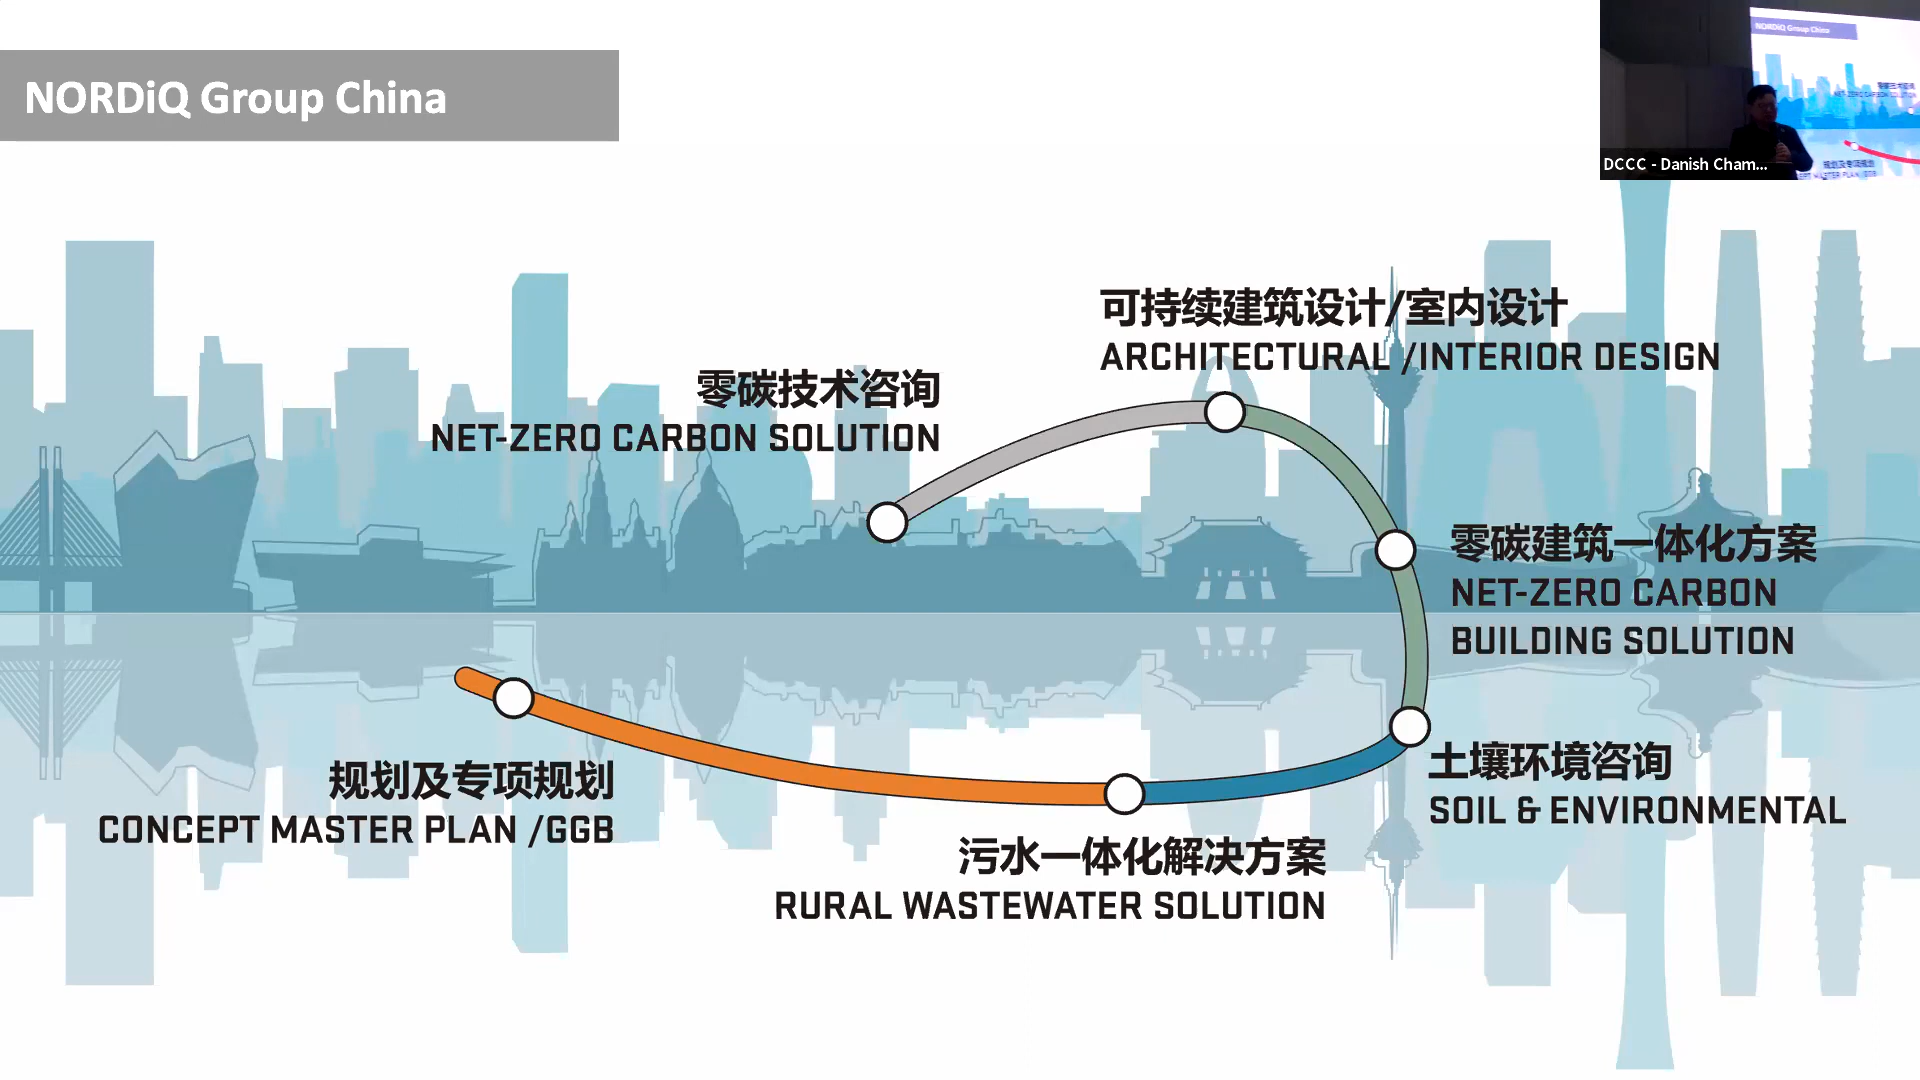 NORDiQ Group China
DCCC - Danish Cham...
可持续建筑设计/室内设计
ARCHITECTURAL /INTERIOR DESIGN
零碳技术咨询
NET-ZERO CARBON SOLUTION
零碳建筑一体化方案
NET-ZERO CARBON
BUILDING SOLUTION
土壤环境咨询
SOIL & ENVIRONMENTAL
规划及专项规划
CONCEPT MASTER PLAN /GGB
污水一体化解决方案
RURAL WASTEWATER SOLUTION